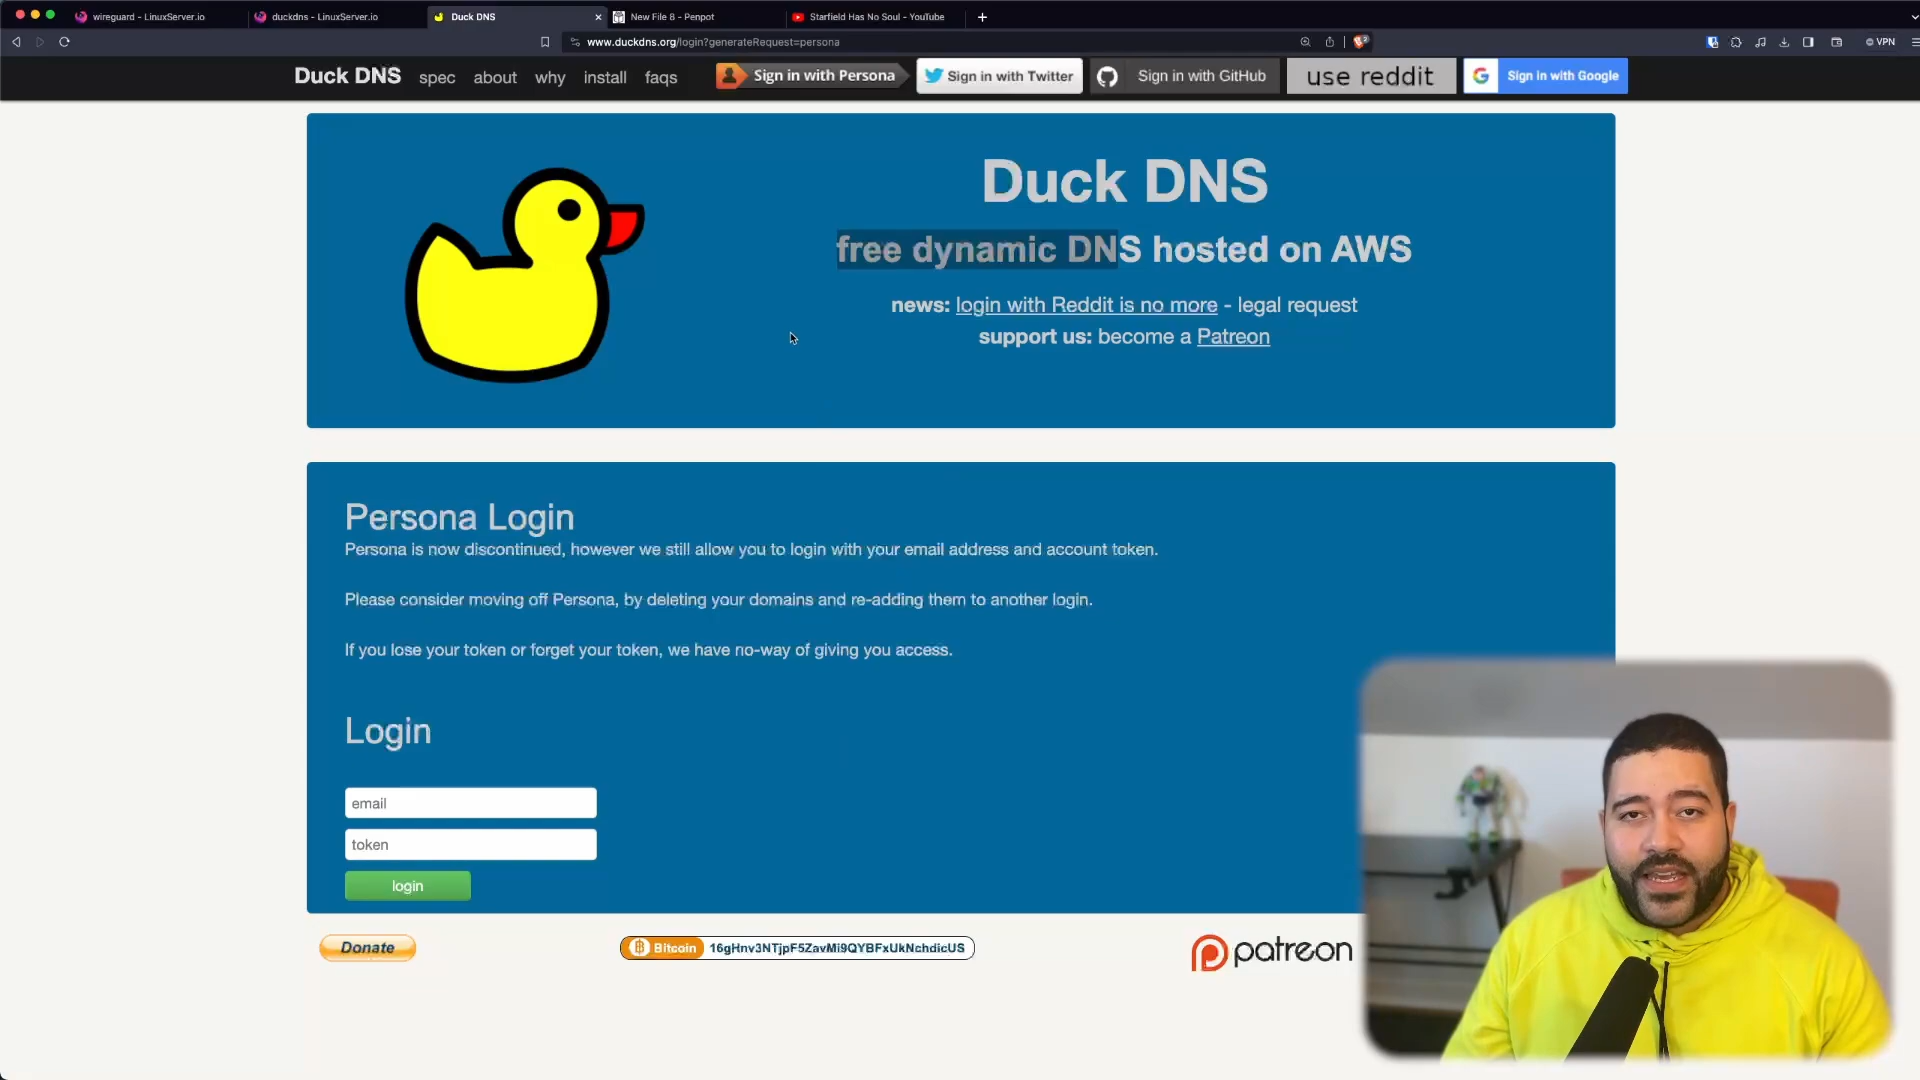 wireguard - LinuxServer.io
duckdns - LinuxServer.io
Duck DNS
New File 8 - Penpot
Starfield Has No Soul - YouTube
www.duckdns.org/login?generateRequest=persona
VPN
Duck DNS
spec
about
why
install
faqs
Sign in with Persona
Sign in with Twitter
Sign in with GitHub
use reddit
Sign in with Google
Duck DNS
free dynamic DNS hosted on AWS
news: login with Reddit is no more - legal request
support us: become a Patreon
Persona Login
Persona is now discontinued, however we still allow you to login with your email address and account token.
Please consider moving off Persona, by deleting your domains and re-adding them to another login.
If you lose your token or forget your token, we have no-way of giving you access.
Login
email
token
login
Donate
Bitcoin 16gHnv3NTjpF5ZavMi9QYBFxUkNchdicUS
patreon